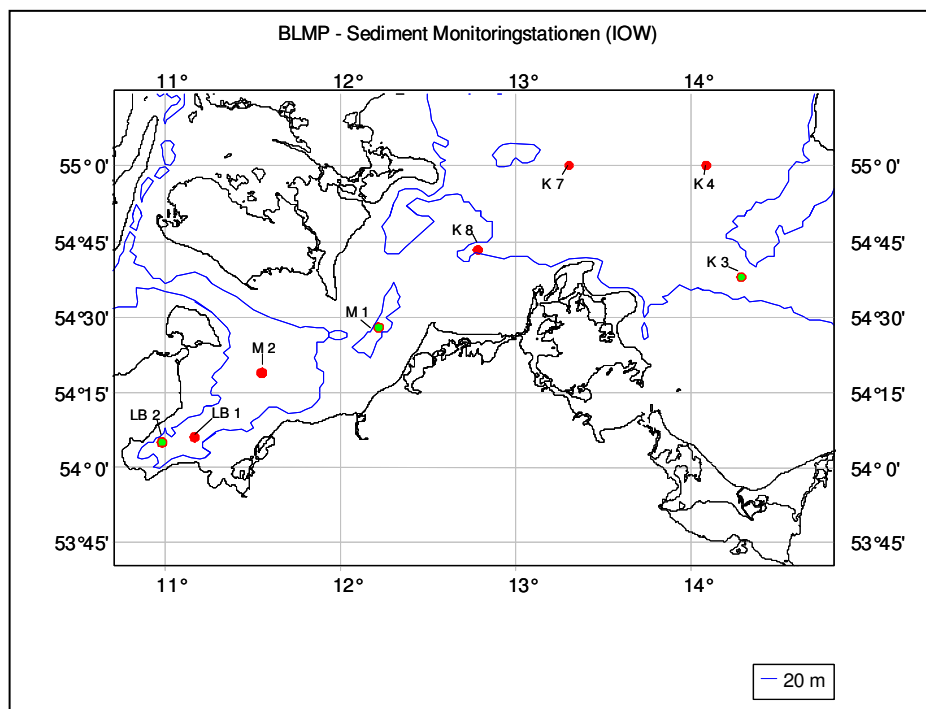 BLMP - Sediment Monitoringstationen (IOW)
11° 12° 13° 14°
55° 0' 55° 0'
K 7 K 4
K 8
54° 45' 54° 45'
K 3
M 1
54° 30' 54° 30'
M 2
54° 15' 54° 15'
LB 2 LB 1
54° 0' 54° 0'
53° 45' 53° 45'
11° 12° 13° 14°
20 m